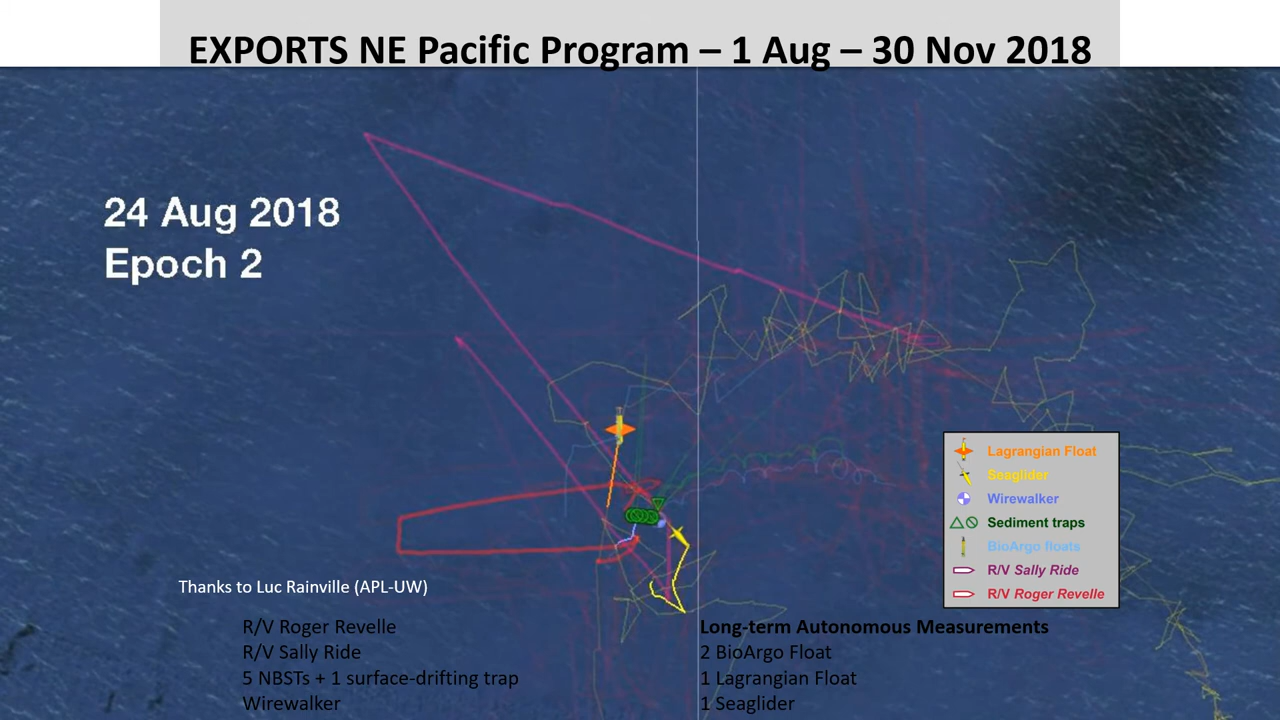 EXPORTS NE Pacific Program – 1 Aug – 30 Nov 2018
24 Aug 2018
Epoch 2
Lagrangian Float
Seaglider
Wirewalker
Sediment traps
BioArgo floats
R/V Sally Ride
R/V Roger Revelle
Thanks to Luc Rainville (APL-UW)
R/V Roger Revelle
R/V Sally Ride
5 NBSTs + 1 surface-drifting trap
Wirewalker
Long-term Autonomous Measurements
2 BioArgo Float
1 Lagrangian Float
1 Seaglider